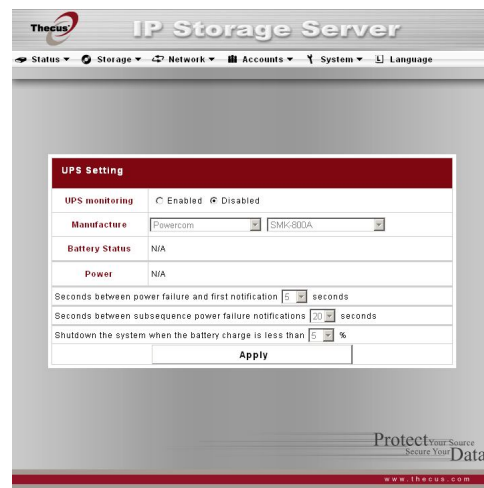 Thecus
IP Storage Server
Status Storage Network Accounts System L Language
UPS Setting
UPS monitoring Enabled Disabled
Manufacture Powercom SMK-800A
Battery Status N/A
Power N/A
Seconds between power failure and first notification 5 seconds
Seconds between subsequence power failure notifications 20 seconds
Shutdown the system when the battery charge is less than 5 %
Apply
Protect Your Source
Secure Your Data
www.thecus.com